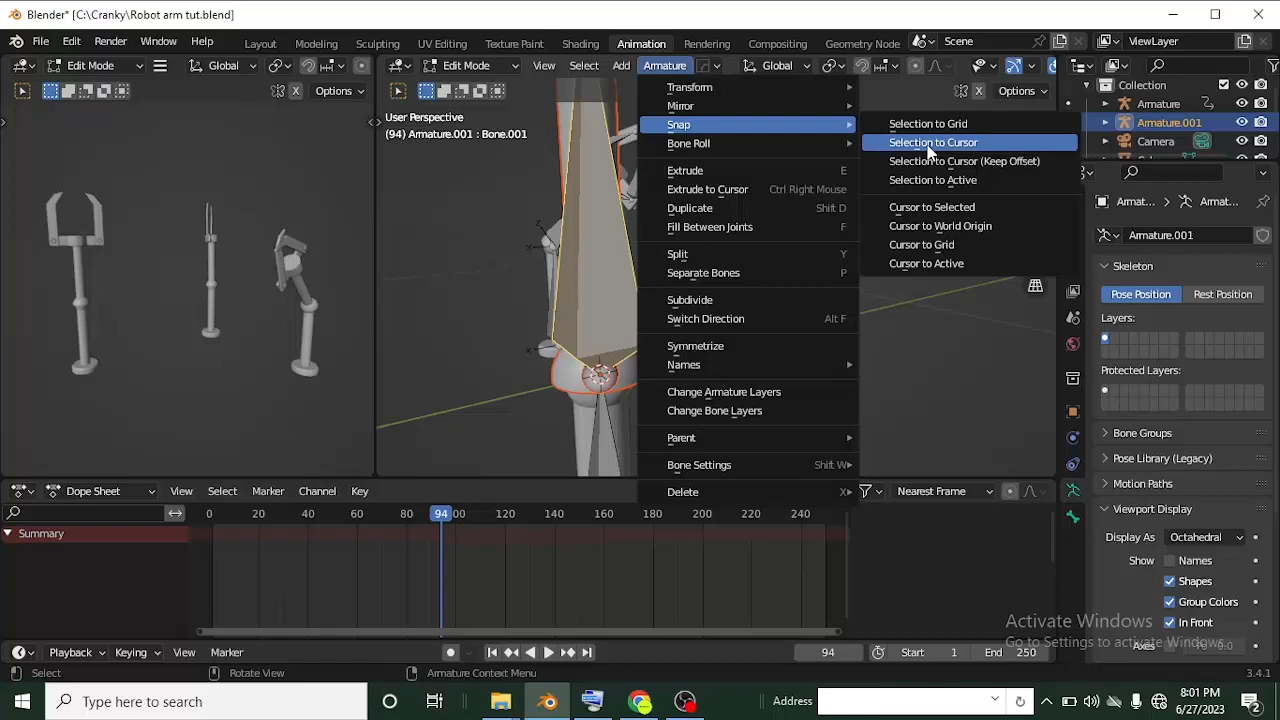 Blender* [C:\Cranky\Robot arm tut.blend]
File Edit Render Window Help Layout Modeling Sculpting UV Editing Texture Paint Shading Animation Rendering Compositing Geometry Node Scene ViewLayer
Edit Mode Global Edit Mode View Select Add Armature Global
Options Options
Collection
Armature
Armature.001
Camera
User Perspective
(94) Armature.001 : Bone.001
Transform
Mirror
Snap
Bone Roll
Extrude E
Extrude to Cursor Ctrl Right Mouse
Duplicate Shift D
Fill Between Joints F
Split Y
Separate Bones P
Subdivide
Switch Direction Alt F
Symmetrize
Names
Change Armature Layers
Change Bone Layers
Parent
Bone Settings Shift W
Delete X
Selection to Grid
Selection to Cursor
Selection to Cursor (Keep Offset)
Selection to Active
Cursor to Selected
Cursor to World Origin
Cursor to Grid
Cursor to Active
Armat... Armat...
Armature.001
Skeleton
Pose Position Rest Position
Layers:
Protected Layers:
Bone Groups
Pose Library (Legacy)
Motion Paths
Viewport Display
Display As Octahedral
Show Names
Shapes
Group Colors
In Front
Axes
Dope Sheet View Select Marker Channel Key Nearest Frame
0 20 40 60 80 94 00 120 140 160 180 200 220 240
Summary
Activate Windows
Go to Settings to activate Windows.
Playback Keying View Marker 94 Start 1 End 250
Select Rotate View Armature Context Menu 3.4.1
Type here to search Address 8:01 PM
6/27/2023 2